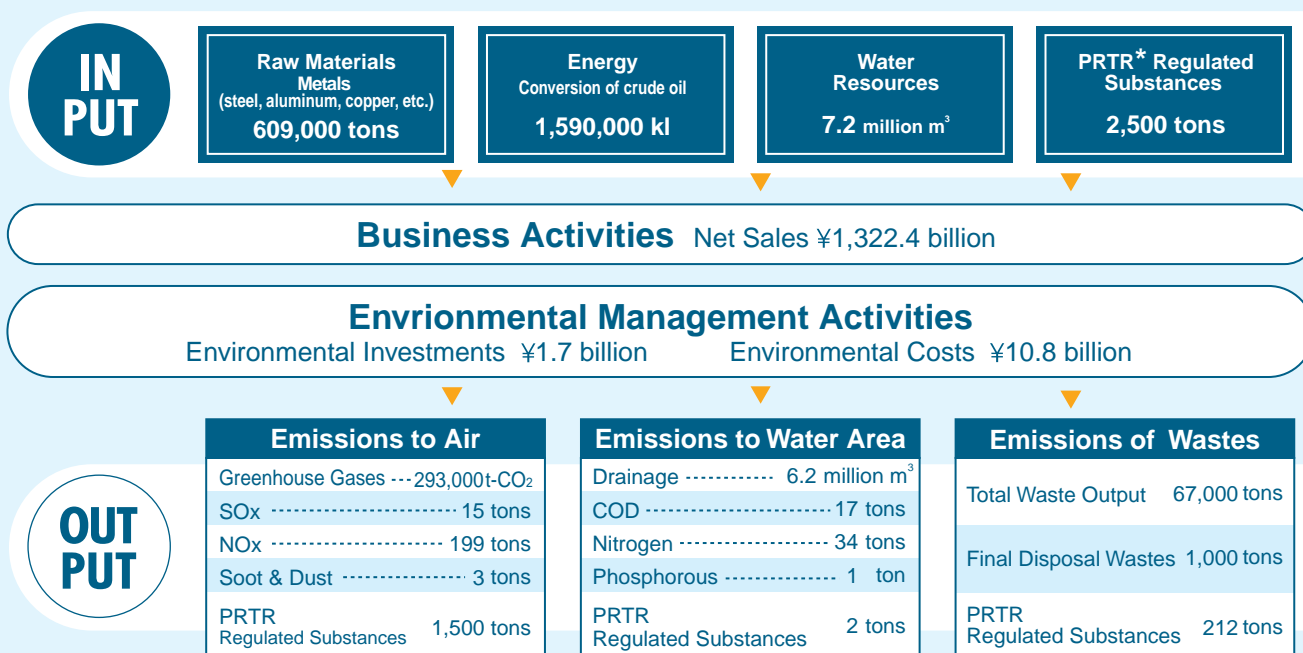 IN
PUT
Raw Materials
Metals
(steel, aluminum, copper, etc.)
609,000 tons
Energy
Conversion of crude oil
1,590,000 kl
Water
Resources
7.2 million m³
PRTR* Regulated
Substances
2,500 tons
Business Activities Net Sales ¥1,322.4 billion
Envrionmental Management Activities
Environmental Investments ¥1.7 billion Environmental Costs ¥10.8 billion
OUT
PUT
Emissions to Air
Greenhouse Gases ---293,000t-CO₂
SOx ---------------------- 15 tons
NOx --------------------- 199 tons
Soot & Dust -------------- 3 tons
PRTR
Regulated Substances 1,500 tons
Emissions to Water Area
Drainage ----------- 6.2 million m³
COD ---------------------- 17 tons
Nitrogen ------------------ 34 tons
Phosphorous ------------- 1 ton
PRTR
Regulated Substances 2 tons
Emissions of Wastes
Total Waste Output 67,000 tons
Final Disposal Wastes 1,000 tons
PRTR
Regulated Substances 212 tons